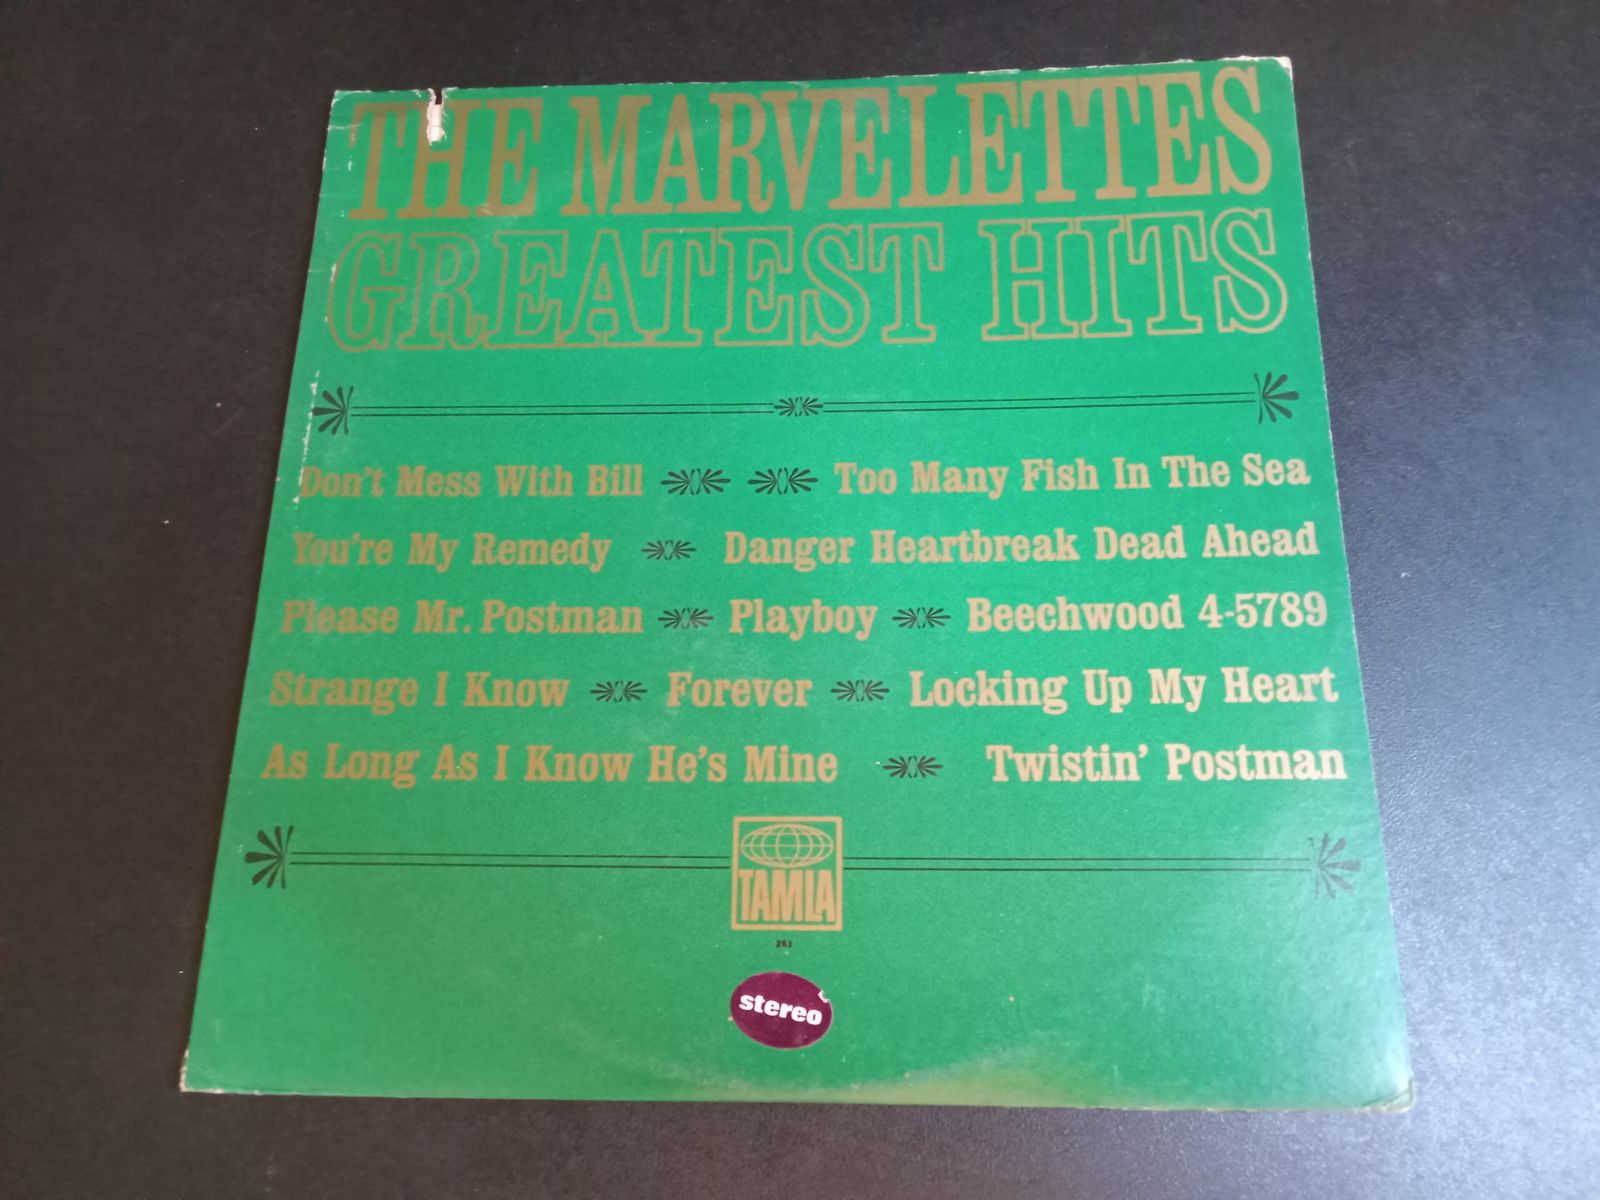 THE MARVELETTES
GREATEST HITS
Don't Mess With Bill Too Many Fish In The Sea
You're My Remedy Danger Heartbreak Dead Ahead
Please Mr. Postman Playboy Beechwood 4-5789
Strange I Know Forever Locking Up My Heart
As Long As I Know He's Mine Twistin' Postman
TAMLA
stereo